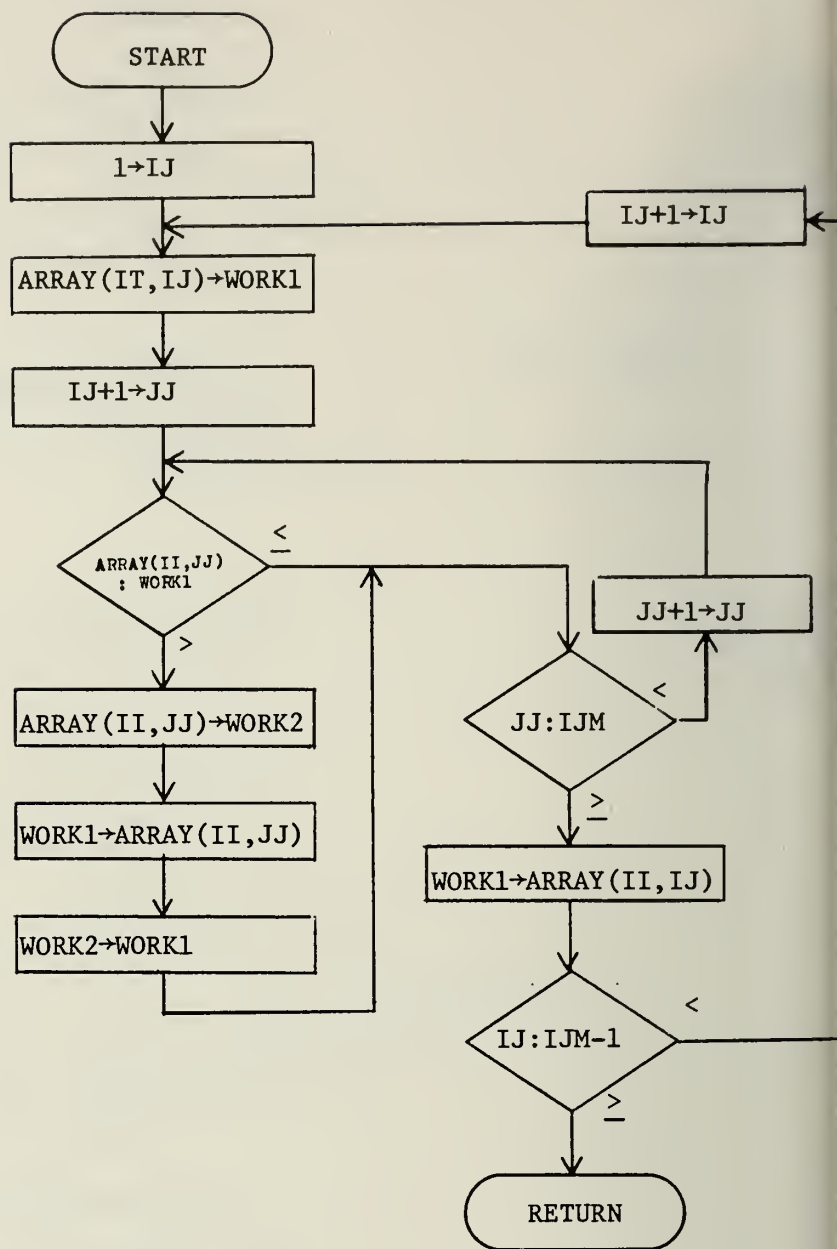 START
1→IJ
IJ+1→IJ
ARRAY(IT,IJ)→WORK1
IJ+1→JJ
ARRAY(II,JJ)
: WORK1
≤
>
JJ+1→JJ
ARRAY(II,JJ)→WORK2
JJ:IJM
<
≥
WORK1→ARRAY(II,JJ)
WORK1→ARRAY(II,IJ)
WORK2→WORK1
IJ:IJM-1
<
≥
RETURN